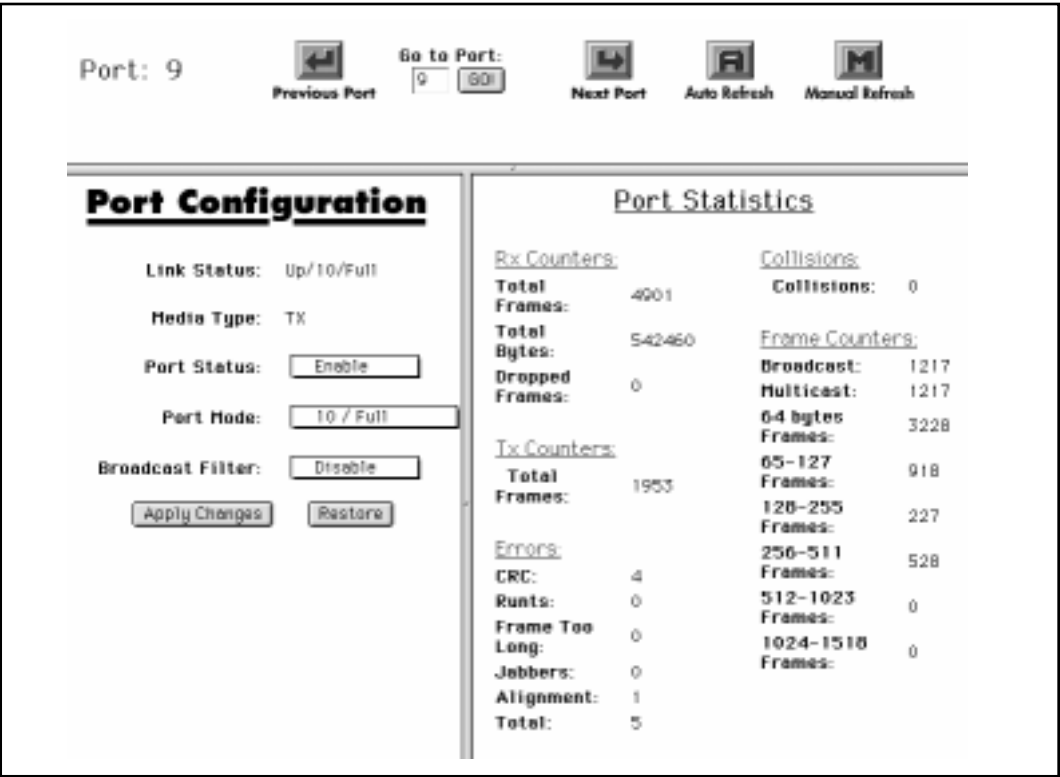 Port: 9
Previous Port
Go to Port:
9 GO!
Next Port
A
Auto Refresh
M
Manual Refresh
Port Configuration
Link Status: Up/10/Full
Media Type: TX
Port Status: Enable
Port Mode: 10 / Full
Broadcast Filter: Disable
Apply Changes Restore
Port Statistics
Rx Counters:
Total
Frames: 4901
Total
Bytes: 542460
Dropped
Frames: 0
Tx Counters:
Total
Frames: 1953
Errors:
CRC: 4
Runts: 0
Frame Too
Long: 0
Jabbers: 0
Alignment: 1
Total: 5
Collisions:
Collisions: 0
Frame Counters:
Broadcast: 1217
Multicast: 1217
64 bytes
Frames: 3228
65-127
Frames: 918
128-255
Frames: 227
256-511
Frames: 528
512-1023
Frames: 0
1024-1518
Frames: 0